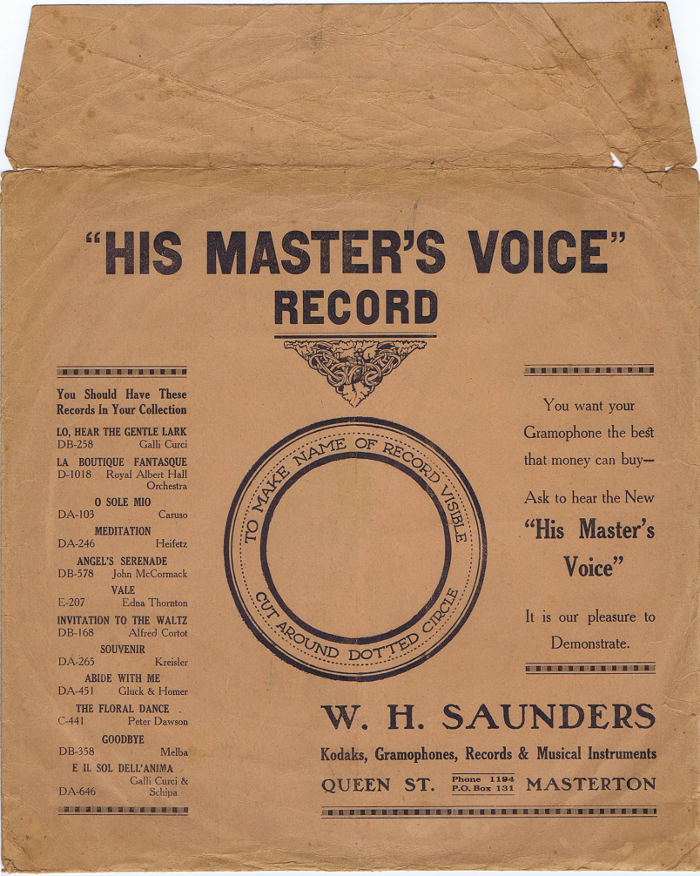 "HIS MASTER'S VOICE"
RECORD
You Should Have These
Records In Your Collection
LO, HEAR THE GENTLE LARK
DB-258 Galli Curci
LA BOUTIQUE FANTASQUE
D-1018 Royal Albert Hall
Orchestra
O SOLE MIO
DA-103 Caruso
MEDITATION
DA-246 Heifetz
ANGEL'S SERENADE
DB-578 John McCormack
VALE
E-207 Edna Thornton
INVITATION TO THE WALTZ
DB-168 Alfred Cortot
SOUVENIR
DA-265 Kreisler
ABIDE WITH ME
DA-451 Gluck & Homer
THE FLORAL DANCE
C-441 Peter Dawson
GOODBYE
DB-358 Melba
E IL SOL DELL'ANIMA
Galli Curci &
DA-646 Schipa
TO MAKE NAME OF RECORD VISIBLE
CUT AROUND DOTTED CIRCLE
You want your
Gramophone the best
that money can buy—
Ask to hear the New
"His Master's
Voice"
It is our pleasure to
Demonstrate.
W. H. SAUNDERS
Kodaks, Gramophones, Records & Musical Instruments
QUEEN ST. Phone 1194 P.O. Box 131 MASTERTON